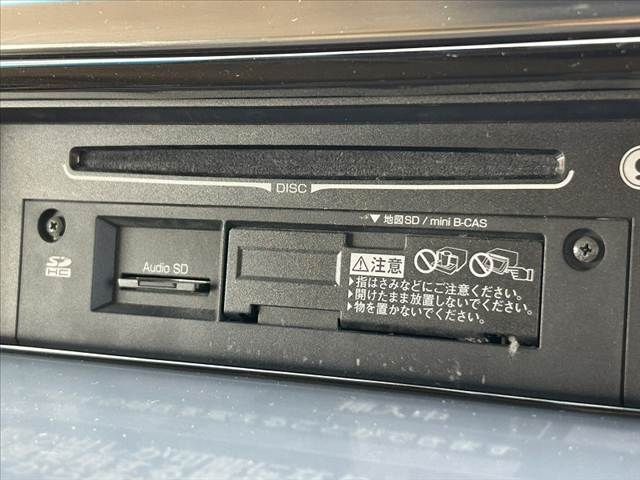 DISC
▼地図SD / mini B-CAS
SD
HC
Audio SD
⚠注意
▶指はさみなどにご注意ください。
▶開けたまま放置しないでください。
▶物を置かないでください。